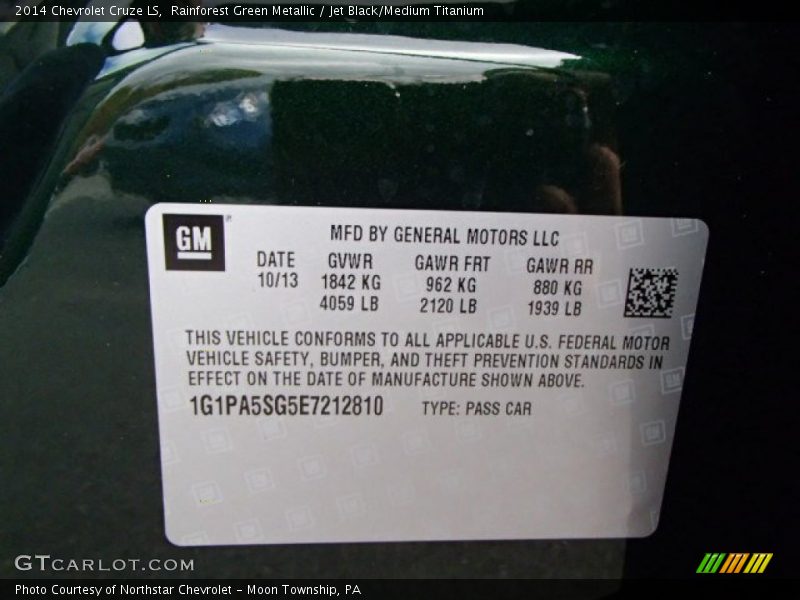 2014 Chevrolet Cruze LS, Rainforest Green Metallic / Jet Black/Medium Titanium
GM
MFD BY GENERAL MOTORS LLC
DATE GVWR GAWR FRT GAWR RR
10/13 1842 KG 962 KG 880 KG
4059 LB 2120 LB 1939 LB
THIS VEHICLE CONFORMS TO ALL APPLICABLE U.S. FEDERAL MOTOR
VEHICLE SAFETY, BUMPER, AND THEFT PREVENTION STANDARDS IN
EFFECT ON THE DATE OF MANUFACTURE SHOWN ABOVE.
1G1PA5SG5E7212810 TYPE: PASS CAR
GTCARLOT.COM
Photo Courtesy of Northstar Chevrolet - Moon Township, PA